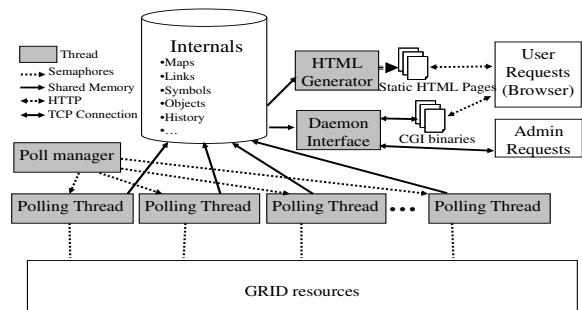 Thread
Semaphores
Shared Memory
HTTP
TCP Connection
Internals
•Maps
•Links
•Symbols
•Objects
•History
•...
HTML
Generator
Static HTML Pages
User
Requests
(Browser)
Daemon
Interface
CGI binaries
Admin
Requests
Poll manager
Polling Thread
Polling Thread
Polling Thread
•••
Polling Thread
GRID resources